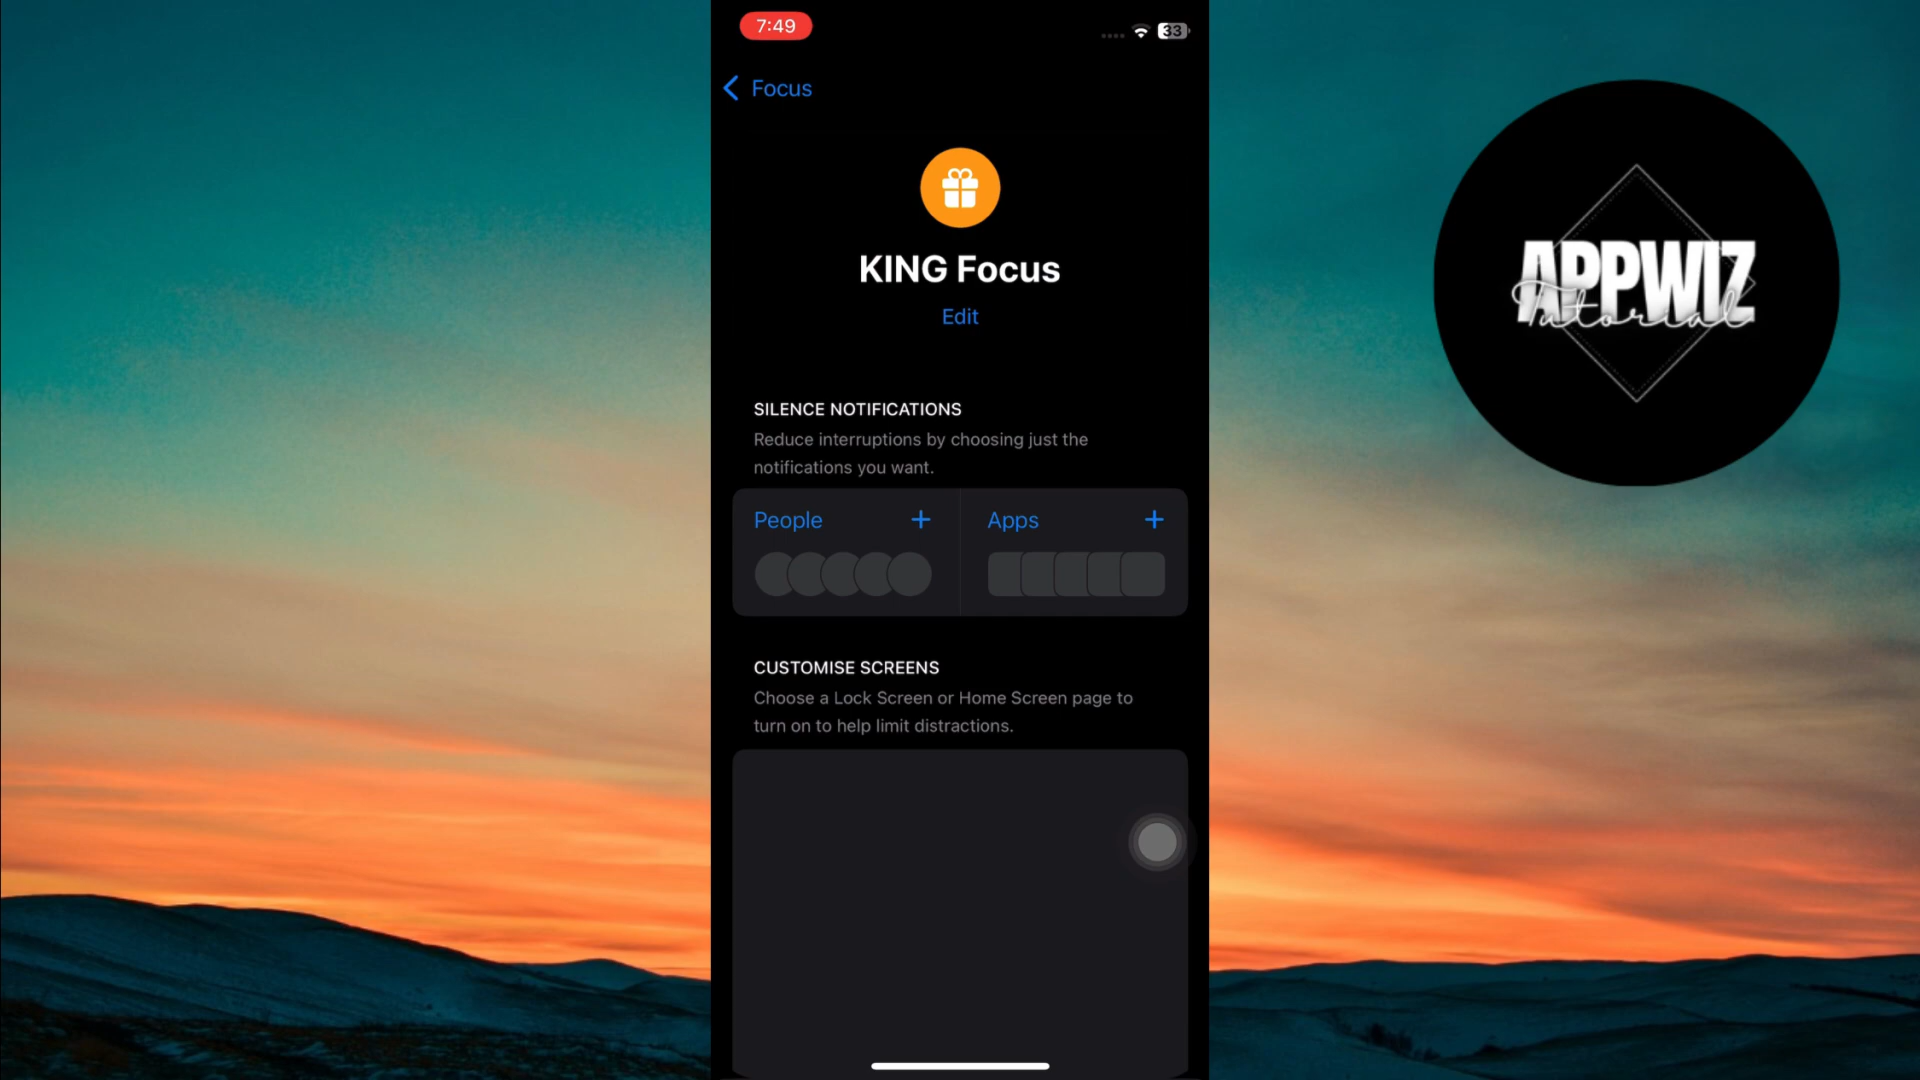 7:49
33
Focus
KING Focus
Edit
SILENCE NOTIFICATIONS
Reduce interruptions by choosing just the
notifications you want.
People
Apps
CUSTOMISE SCREENS
Choose a Lock Screen or Home Screen page to
turn on to help limit distractions.
APPWIZ
Tutorial